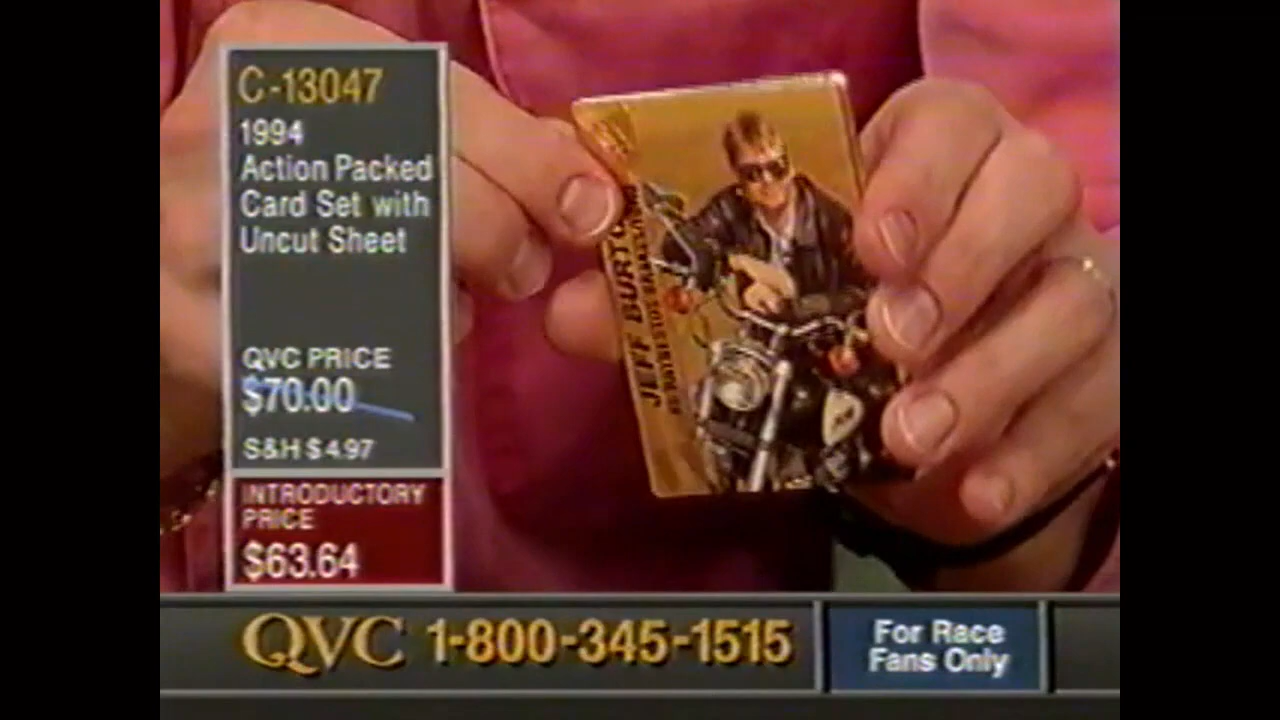 C-13047
1994
Action Packed
Card Set with
Uncut Sheet
QVC PRICE
$70.00
S&H $4.97
INTRODUCTORY
PRICE
$63.64
JEFF BURTON
QVC 1-800-345-1515
For Race
Fans Only